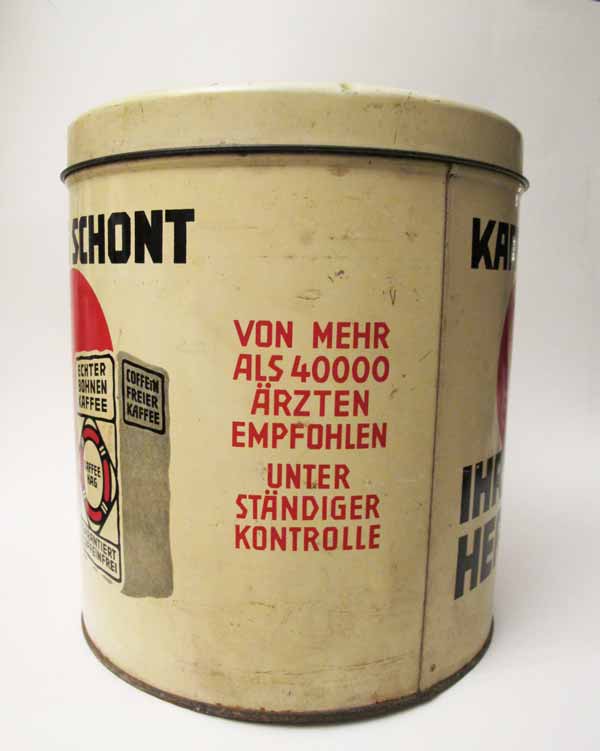 SCHONT
ECHTER
BOHNEN
KAFFEE
COFFEIN
FREIER
KAFFEE
KAFFEE
HAG
VON MEHR
ALS 40000
ÄRZTEN
EMPFOHLEN
UNTER
STÄNDIGER
KONTROLLE
KAF
IHR
HE